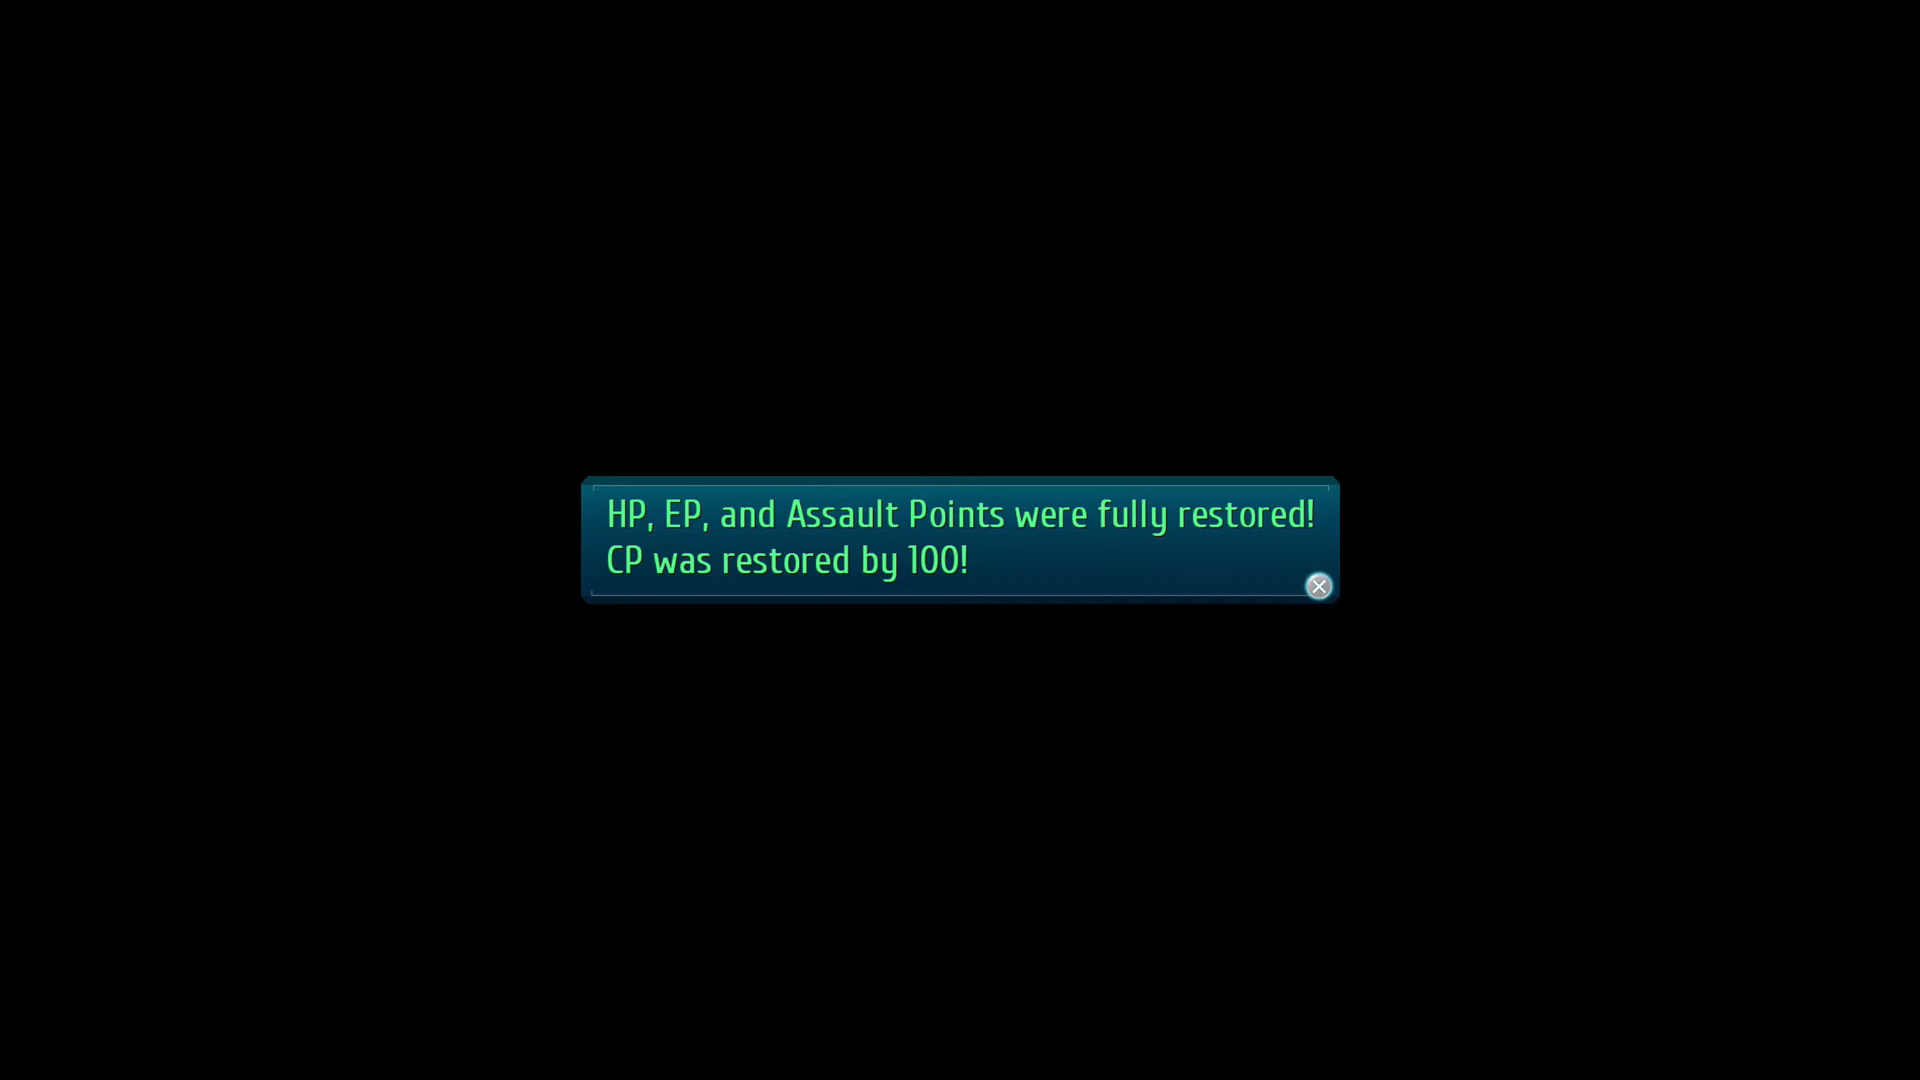 HP, EP, and Assault Points were fully restored!
CP was restored by 100!